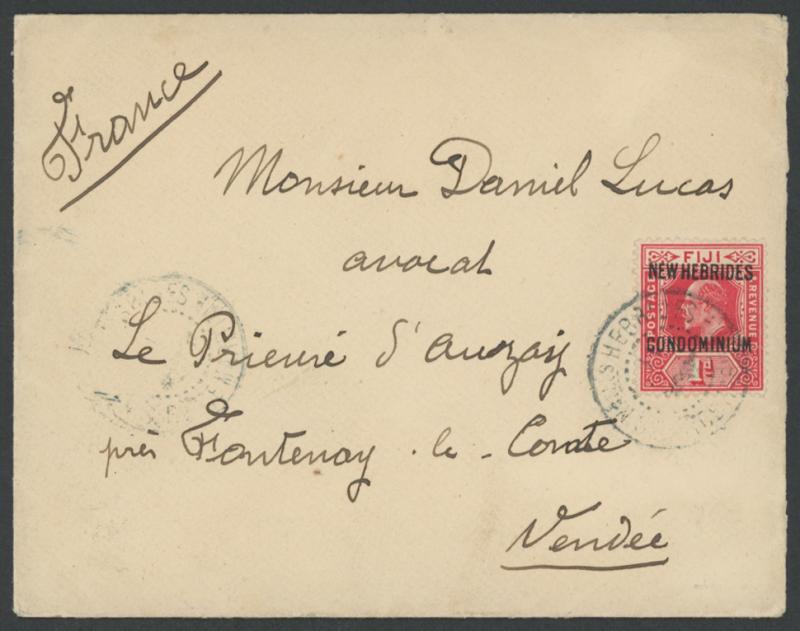 France
Monsieur Daniel Lucas
avocat
Le Prieuré d'Auzay
près Fontenay-le-Comte
Vendée
FIJI
NEW HEBRIDES
POSTAGE
REVENUE
CONDOMINIUM
1d